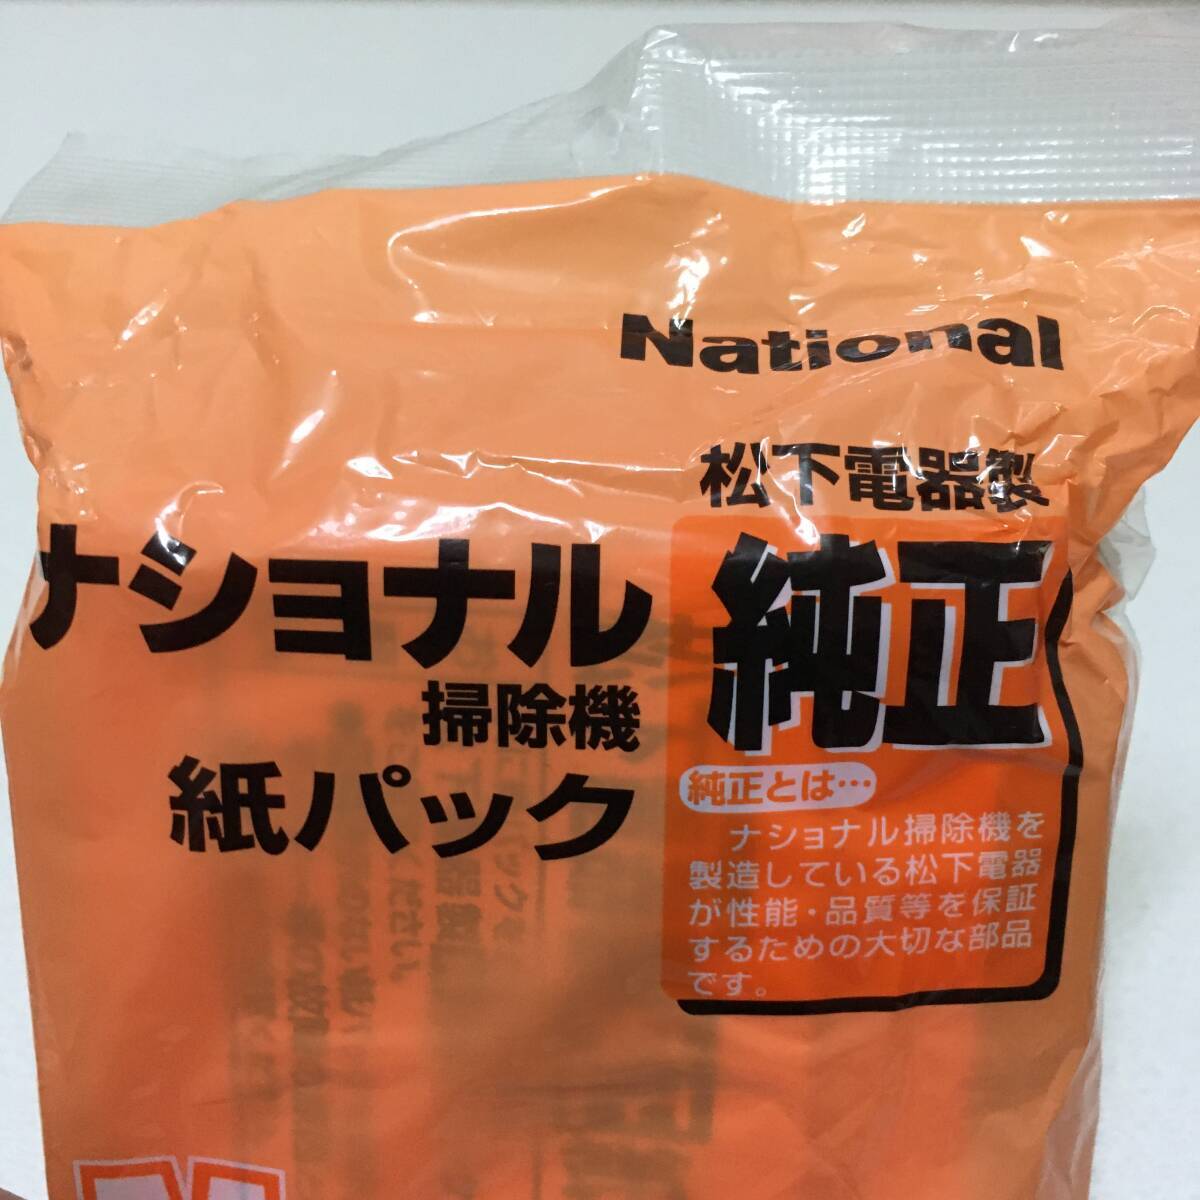 National
松下電器製
純正
ナショナル
掃除機
紙パック
純正とは…
ナショナル掃除機を
製造している松下電器
が性能・品質等を保証
するための大切な部品
です。